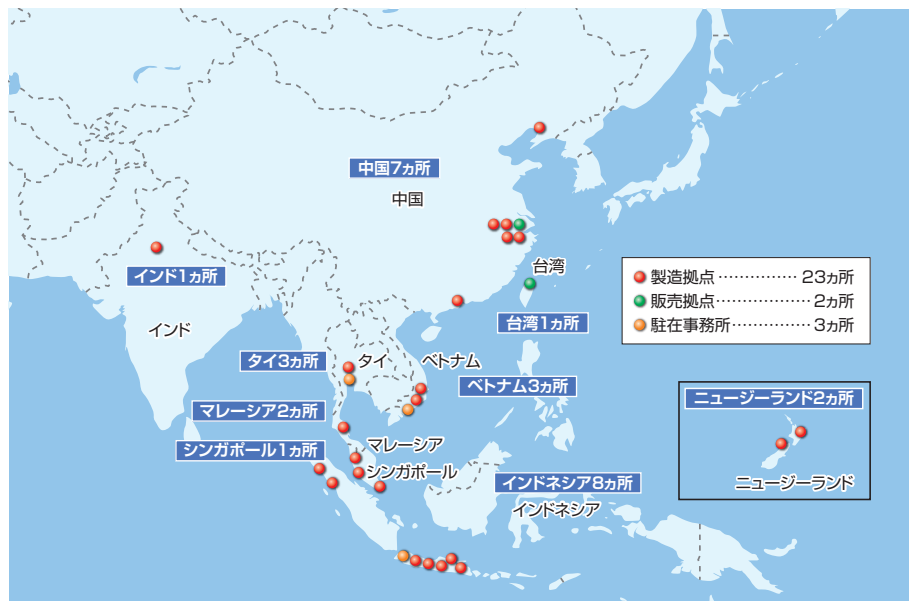 中国7ヵ所
中国
インド1ヵ所
インド
台湾
台湾1ヵ所
製造拠点……………23ヵ所
販売拠点……………2ヵ所
駐在事務所…………3ヵ所
タイ3ヵ所
タイ
ベトナム
ベトナム3ヵ所
マレーシア2ヵ所
マレーシア
シンガポール1ヵ所
シンガポール
インドネシア8ヵ所
インドネシア
ニュージーランド2ヵ所
ニュージーランド